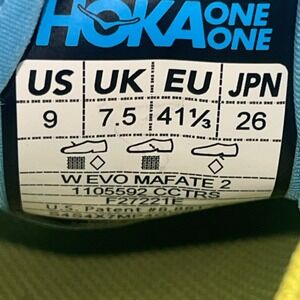 HOKA ONE ONE
US UK EU JPN
9 7.5 41⅓ 26
W EVO MAFATE 2
1105592 CCTRS
F27221E
U.S. Patent